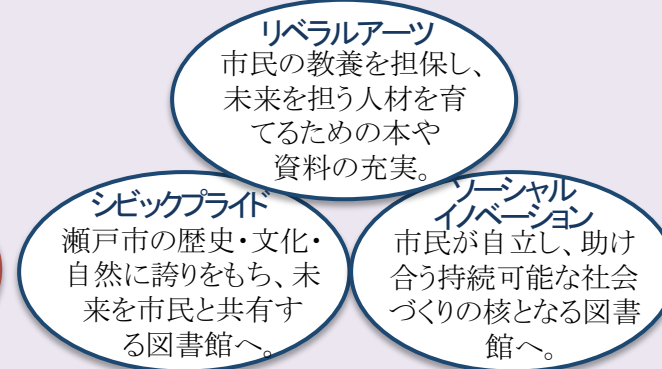 リベラルアーツ
市民の教養を担保し、
未来を担う人材を育
てるための本や
資料の充実。
シビックプライド
瀬戸市の歴史・文化・
自然に誇りをもち、未
来を市民と共有す
る図書館へ。
ソーシャル
イノベーション
市民が自立し、助け
合う持続可能な社会
づくりの核となる図書
館へ。